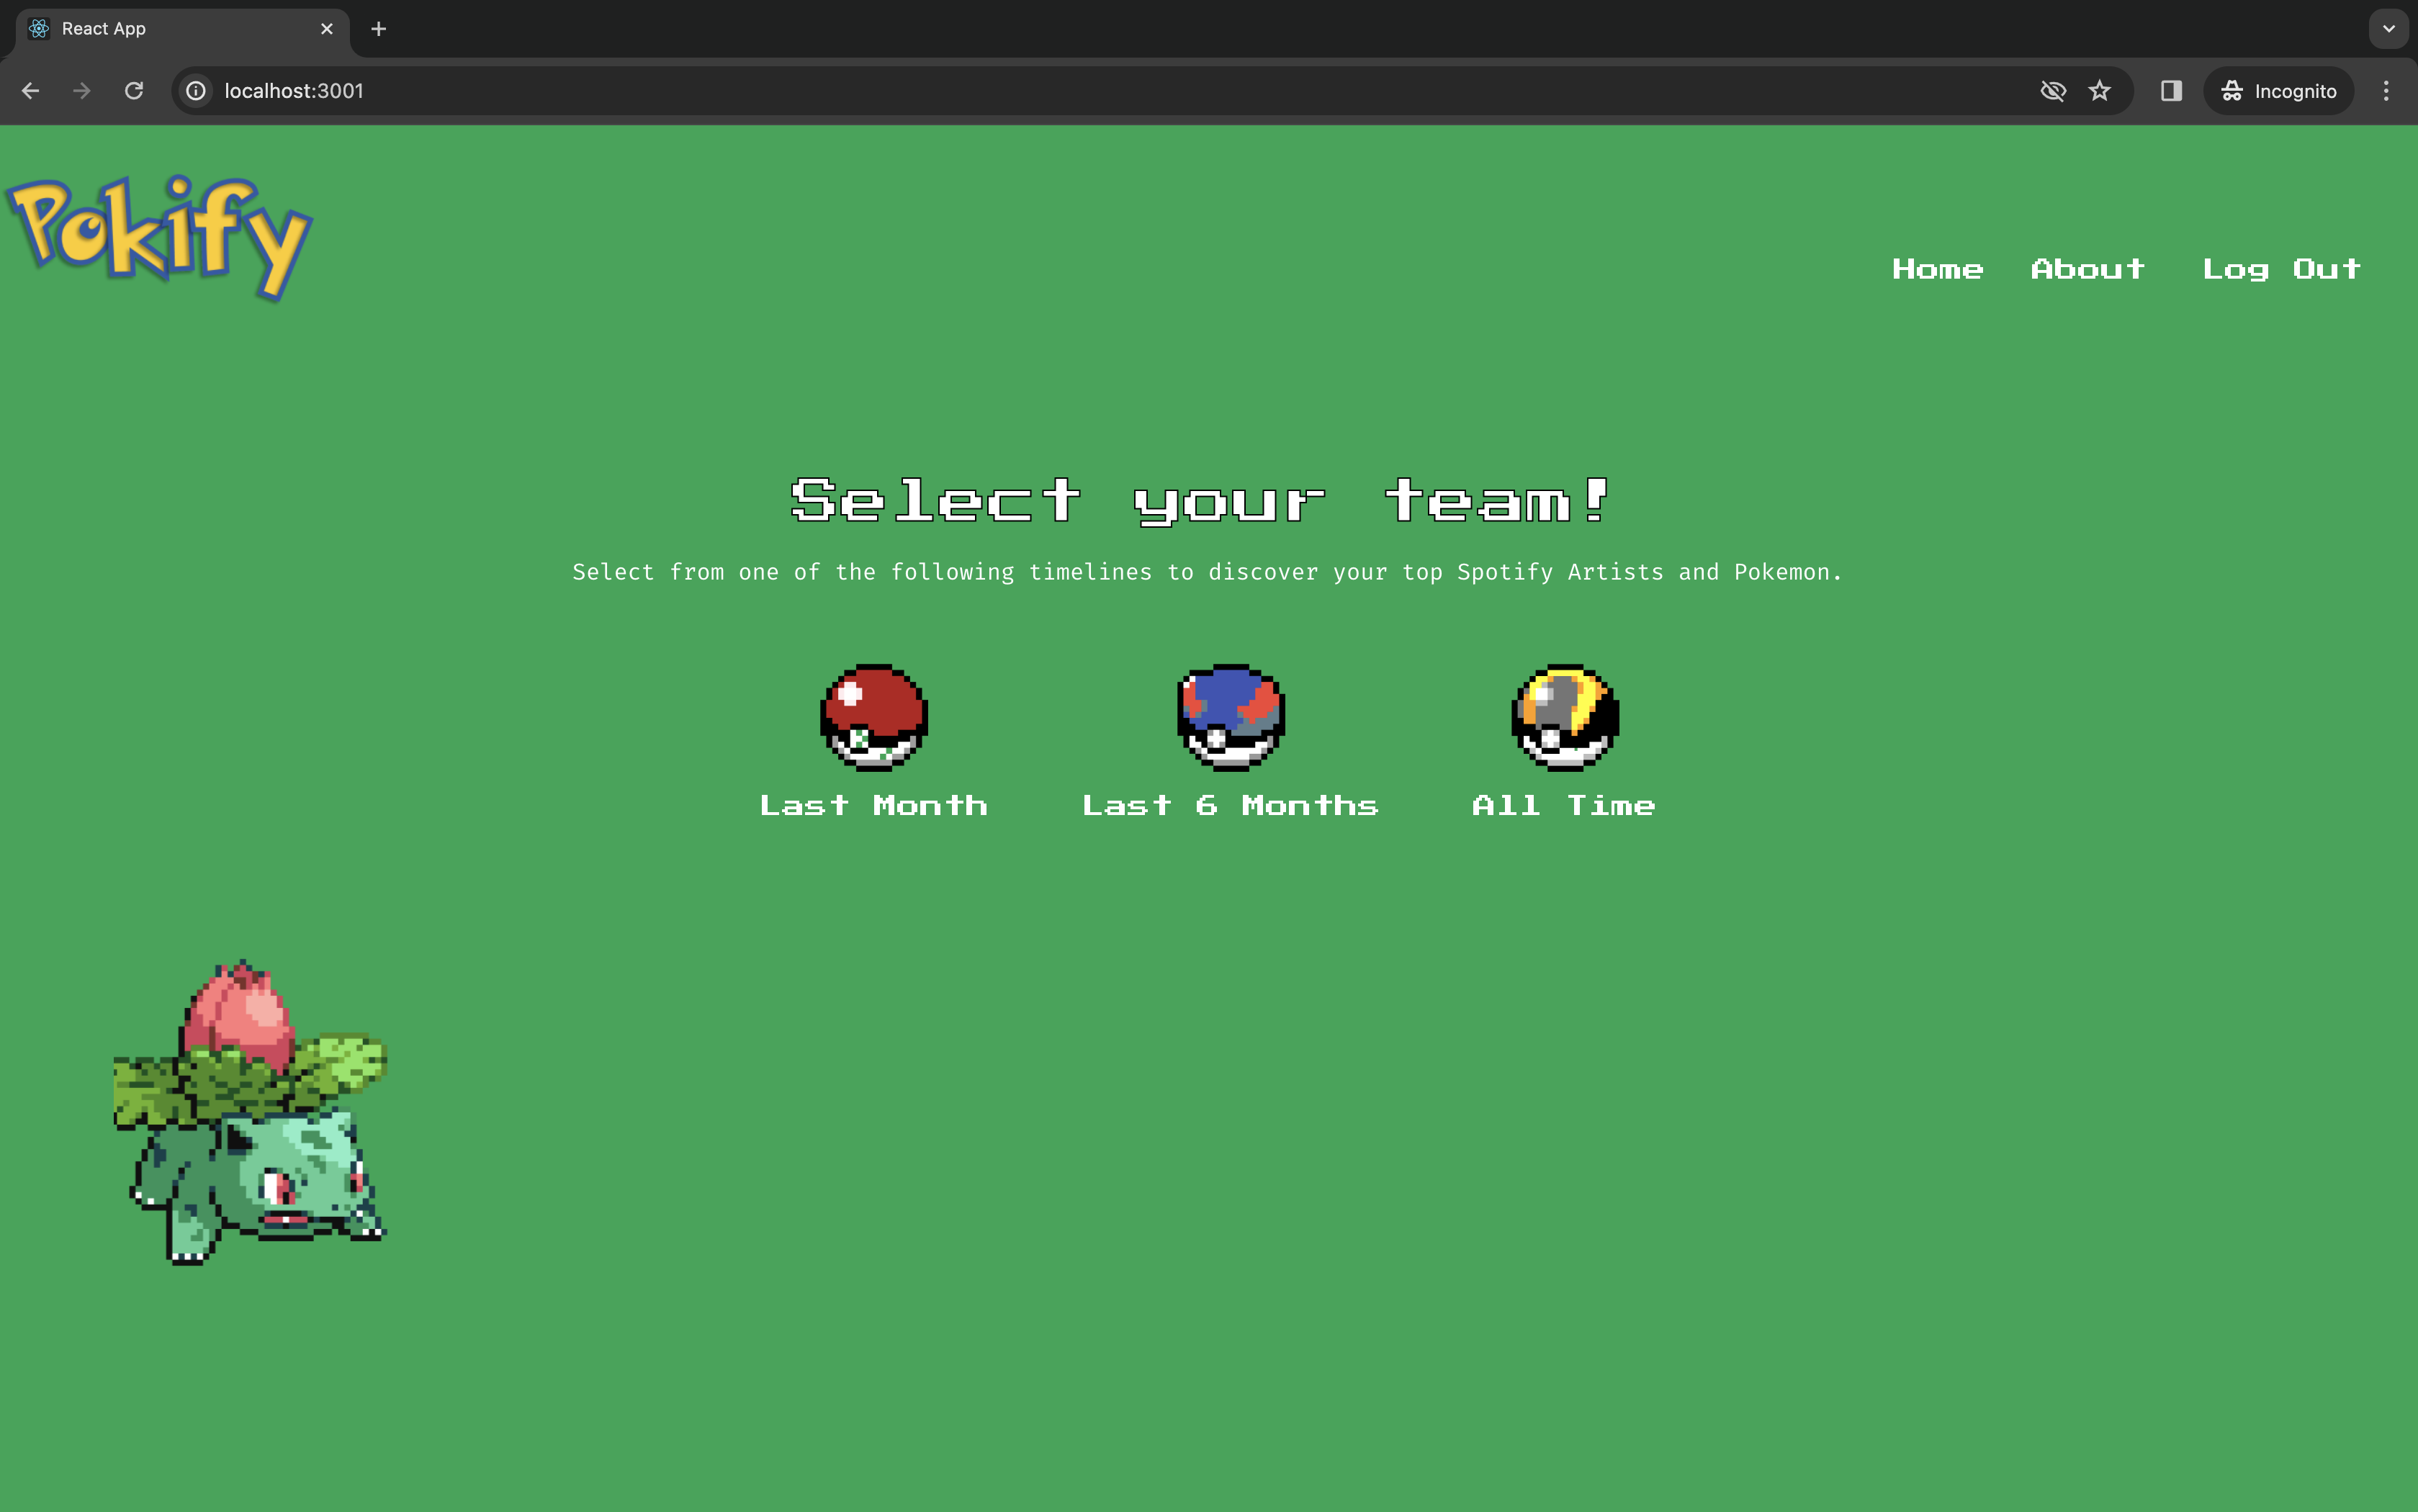 React App
localhost:3001
Incognito
Pokify
Home About Log Out
Select your team!
Select from one of the following timelines to discover your top Spotify Artists and Pokemon.
Last Month Last 6 Months All Time